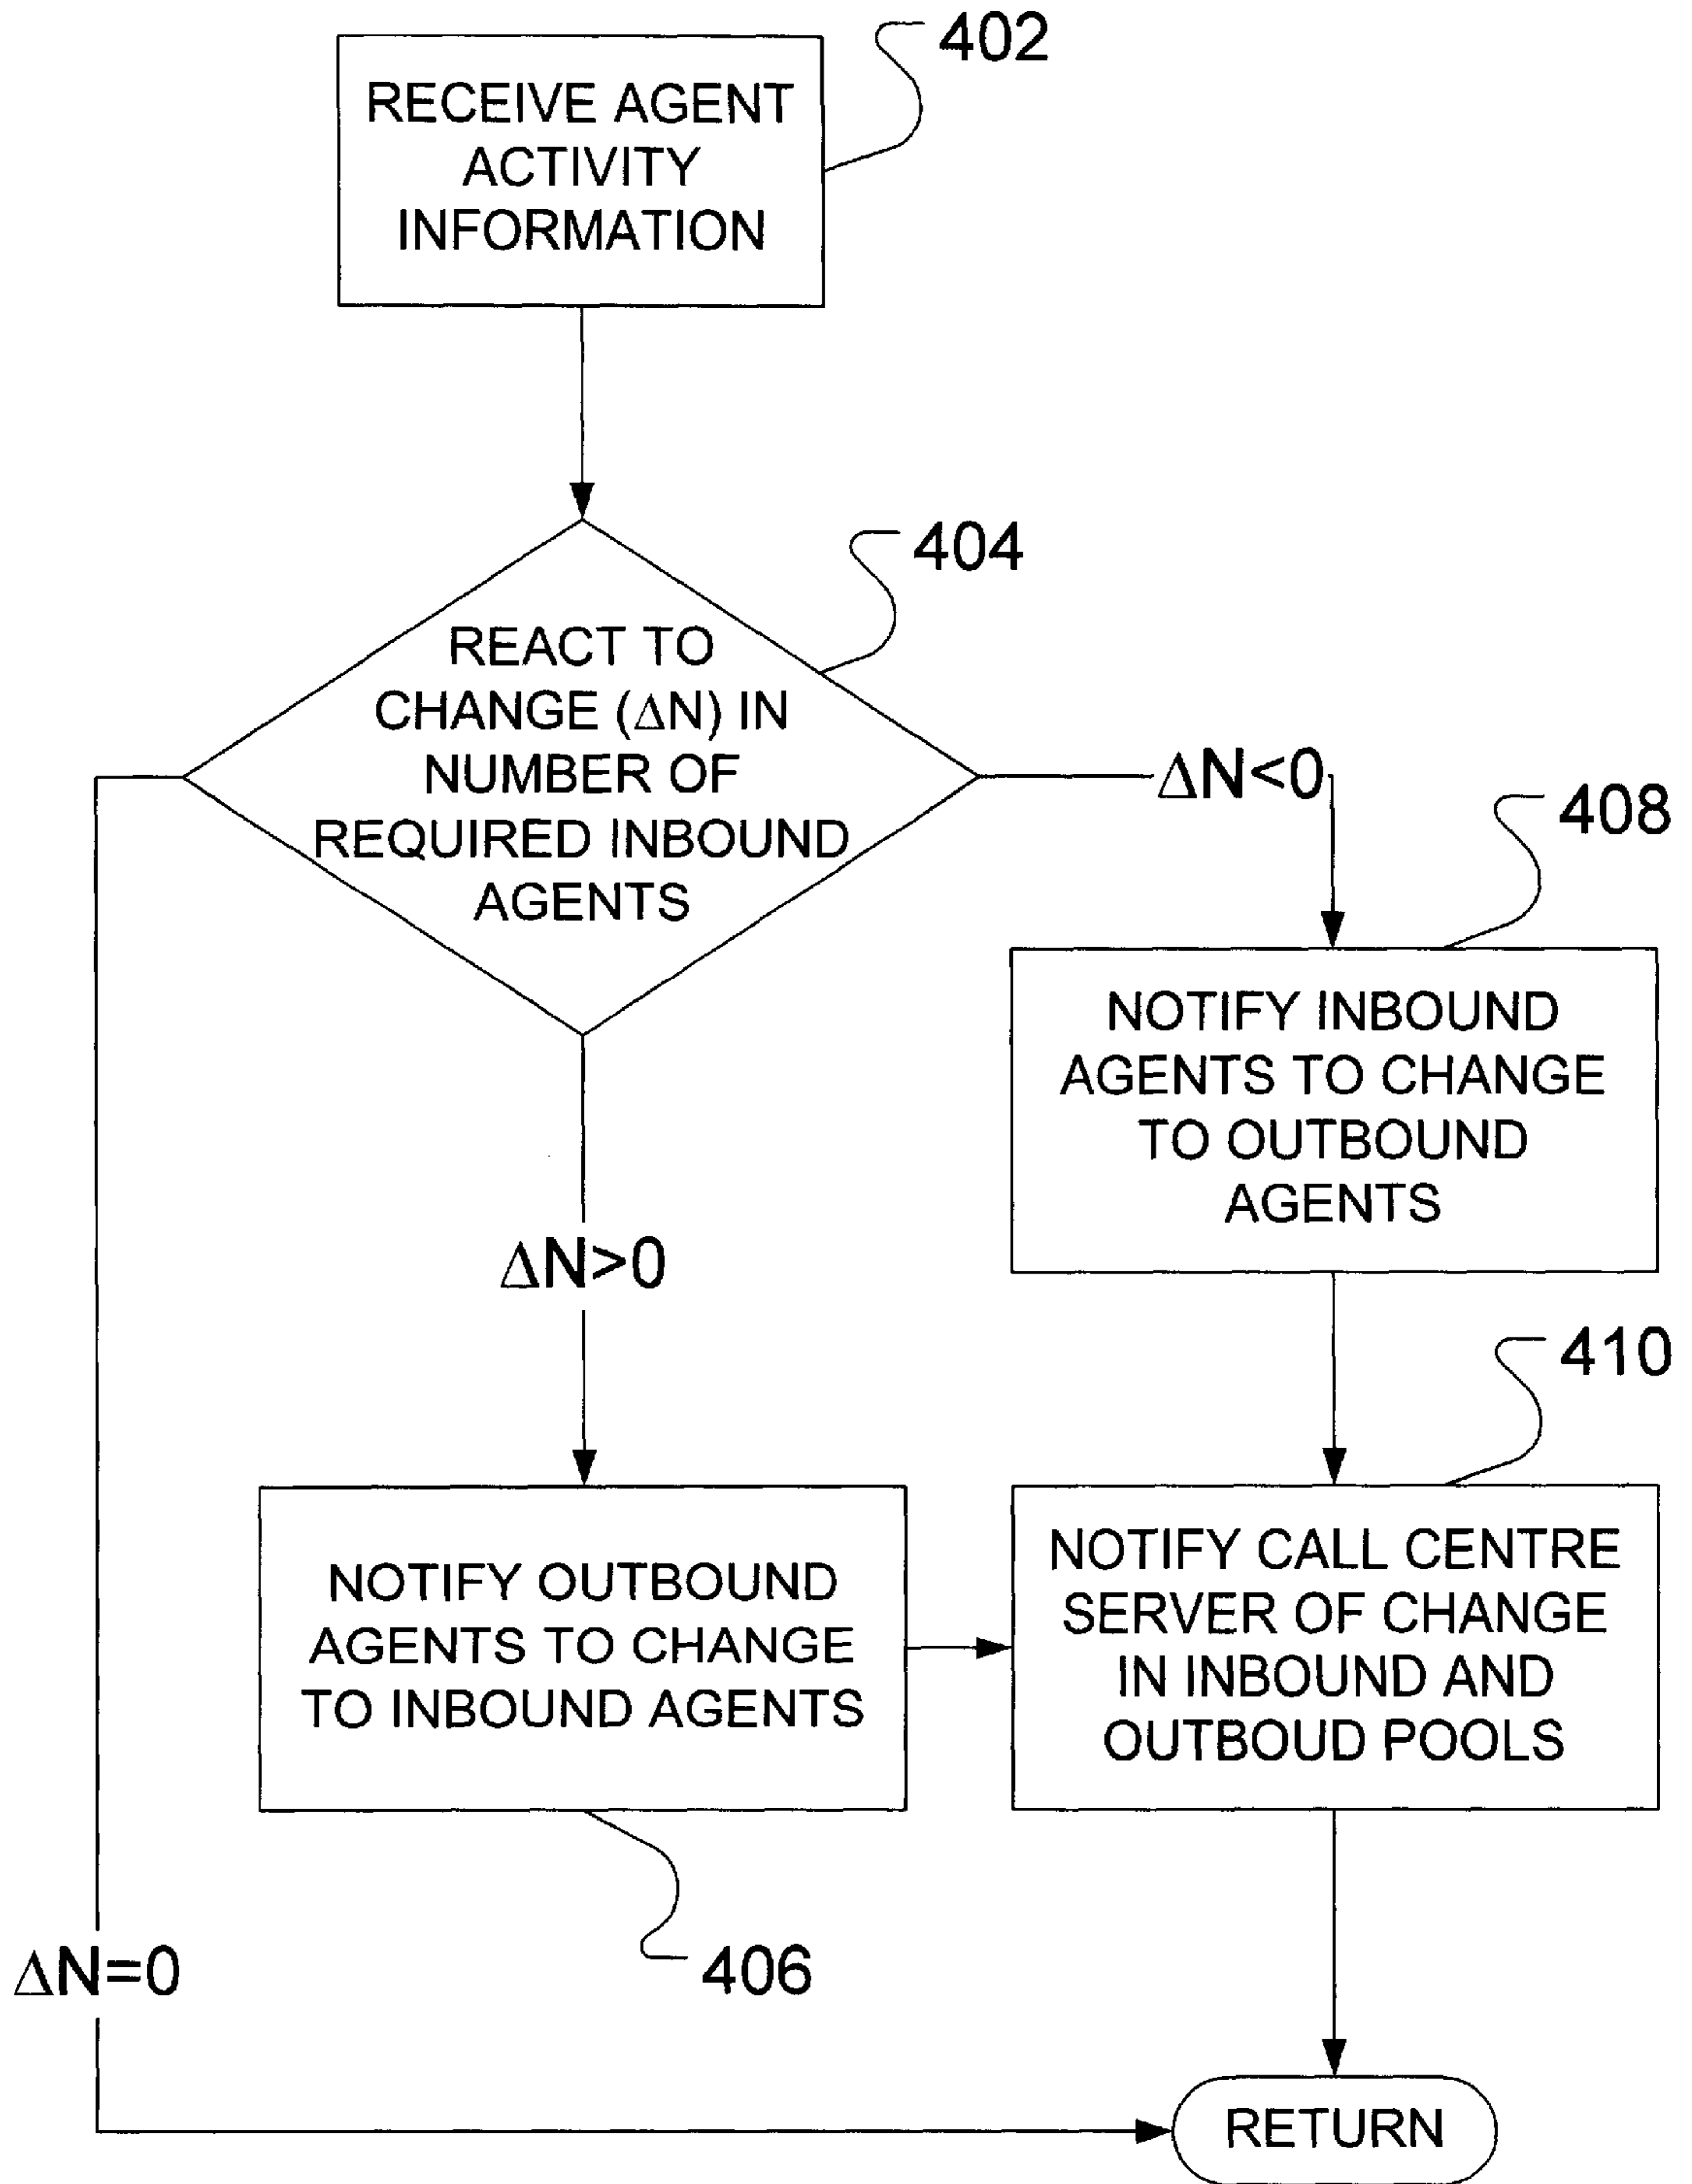 402
RECEIVE AGENT
ACTIVITY
INFORMATION
404
REACT TO
CHANGE (ΔN) IN
NUMBER OF
REQUIRED INBOUND
AGENTS
ΔN<0
408
NOTIFY INBOUND
AGENTS TO CHANGE
TO OUTBOUND
AGENTS
ΔN>0
410
NOTIFY OUTBOUND
AGENTS TO CHANGE
TO INBOUND AGENTS
NOTIFY CALL CENTRE
SERVER OF CHANGE
IN INBOUND AND
OUTBOUD POOLS
406
ΔN=0
RETURN